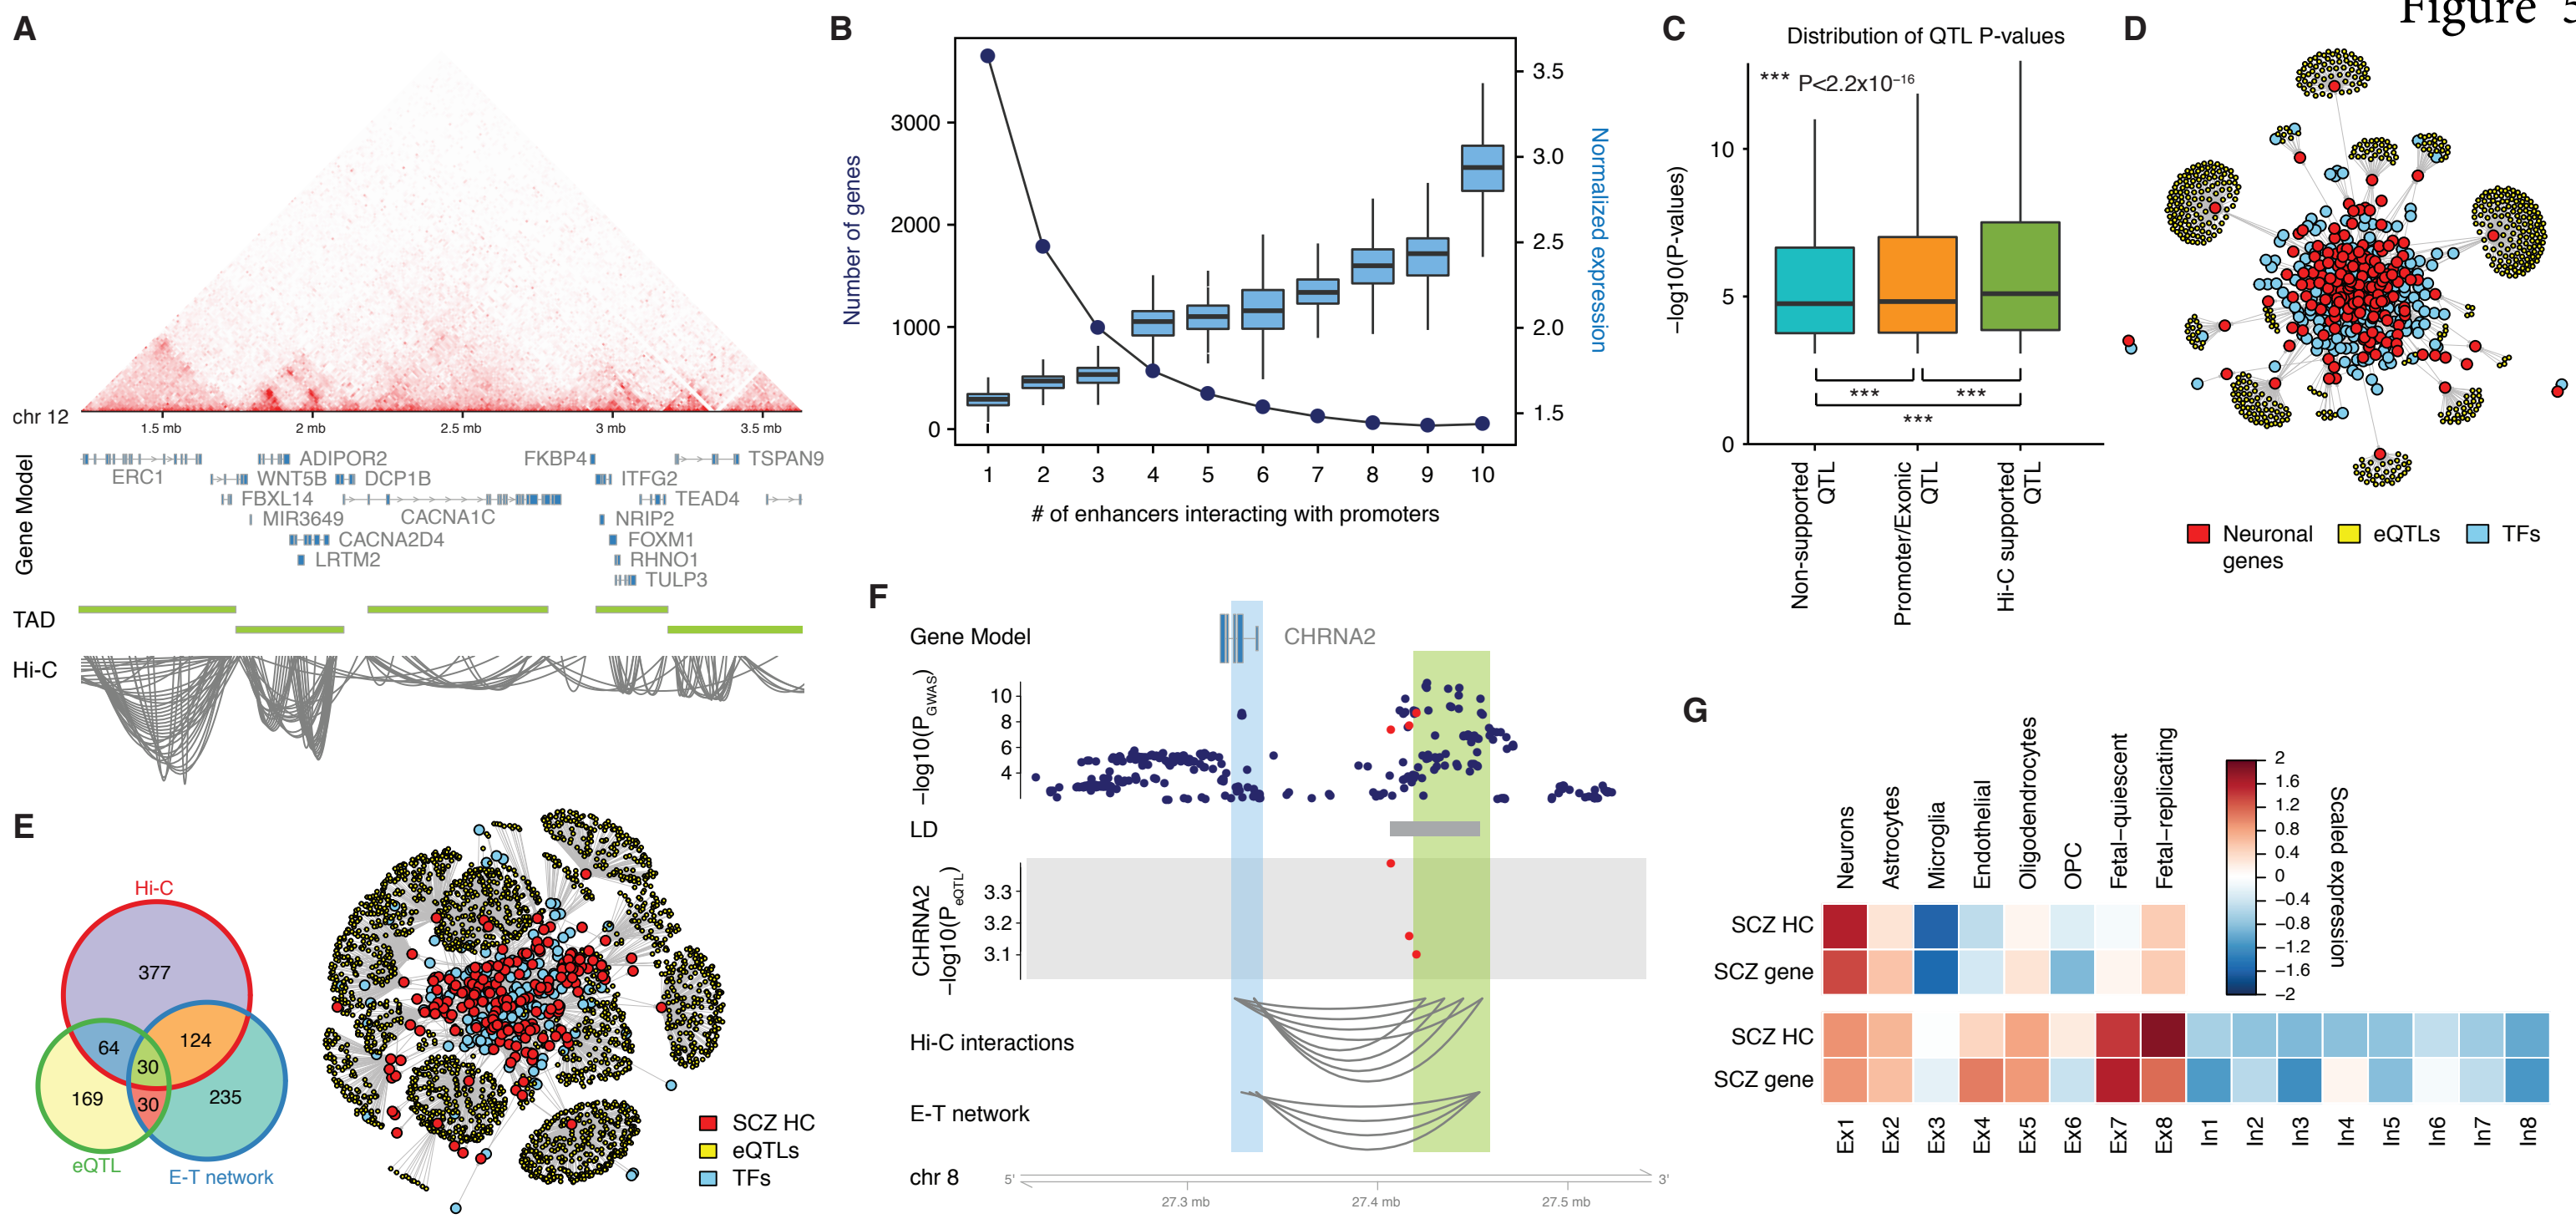 Figure 5
A
chr 12
1.5 mb
2 mb
2.5 mb
3 mb
3.5 mb
Gene Model
ERC1
ADIPOR2
WNT5B
DCP1B
FBXL14
MIR3649
CACNA1C
CACNA2D4
LRTM2
FKBP4
TSPAN9
ITFG2
TEAD4
NRIP2
FOXM1
RHNO1
TULP3
TAD
Hi-C
B
Number of genes
3000
2000
1000
0
3.5
3.0
2.5
2.0
1.5
Normalized expression
1 2 3 4 5 6 7 8 9 10
# of enhancers interacting with promoters
C
Distribution of QTL P-values
*** P<2.2x10⁻¹⁶
−log10(P-values)
10
5
0
***
***
***
Non-supported
QTL
Promoter/Exonic
QTL
Hi-C supported
QTL
D
Neuronal
genes
eQTLs
TFs
E
Hi-C
377
64
124
30
169
30
235
eQTL
E-T network
SCZ HC
eQTLs
TFs
F
Gene Model
CHRNA2
−log10(PGWAS)
10
8
6
4
LD
CHRNA2
−log10(PeQTL)
3.3
3.2
3.1
Hi-C interactions
E-T network
chr 8
5'
3'
27.3 mb
27.4 mb
27.5 mb
G
Neurons
Astrocytes
Microglia
Endothelial
Oligodendrocytes
OPC
Fetal−quiescent
Fetal−replicating
SCZ HC
SCZ gene
SCZ HC
SCZ gene
Ex1 Ex2 Ex3 Ex4 Ex5 Ex6 Ex7 Ex8 In1 In2 In3 In4 In5 In6 In7 In8
2
1.6
1.2
0.8
0.4
0
−0.4
−0.8
−1.2
−1.6
−2
Scaled expression